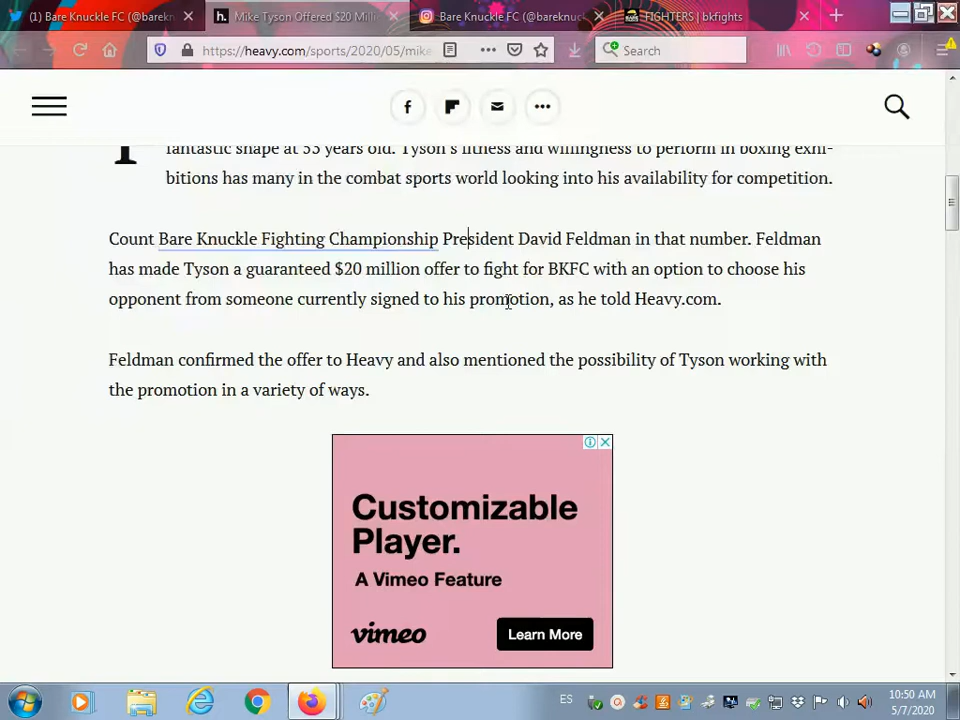 (1) Bare Knuckle FC (@barekn
Mike Tyson Offered $20 Milli
Bare Knuckle FC (@bareknuc
FIGHTERS | bkfights
https://heavy.com/sports/2020/05/mike
Search
fantastic shape at 53 years old. Tyson's fitness and willingness to perform in boxing exhi-
bitions has many in the combat sports world looking into his availability for competition.
Count Bare Knuckle Fighting Championship President David Feldman in that number. Feldman
has made Tyson a guaranteed $20 million offer to fight for BKFC with an option to choose his
opponent from someone currently signed to his promotion, as he told Heavy.com.
Feldman confirmed the offer to Heavy and also mentioned the possibility of Tyson working with
the promotion in a variety of ways.
Customizable
Player.
A Vimeo Feature
vimeo
Learn More
ES
10:50 AM
5/7/2020